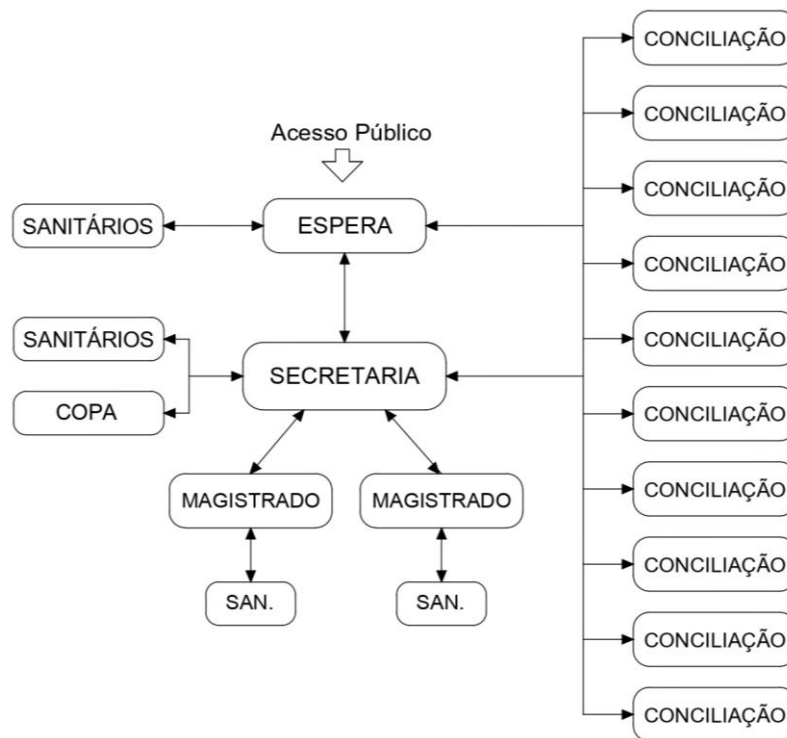 CONCILIAÇÃO
CONCILIAÇÃO
Acesso Público
CONCILIAÇÃO
SANITÁRIOS
ESPERA
CONCILIAÇÃO
SANITÁRIOS
CONCILIAÇÃO
SECRETARIA
COPA
CONCILIAÇÃO
MAGISTRADO
MAGISTRADO
CONCILIAÇÃO
CONCILIAÇÃO
SAN.
SAN.
CONCILIAÇÃO
CONCILIAÇÃO